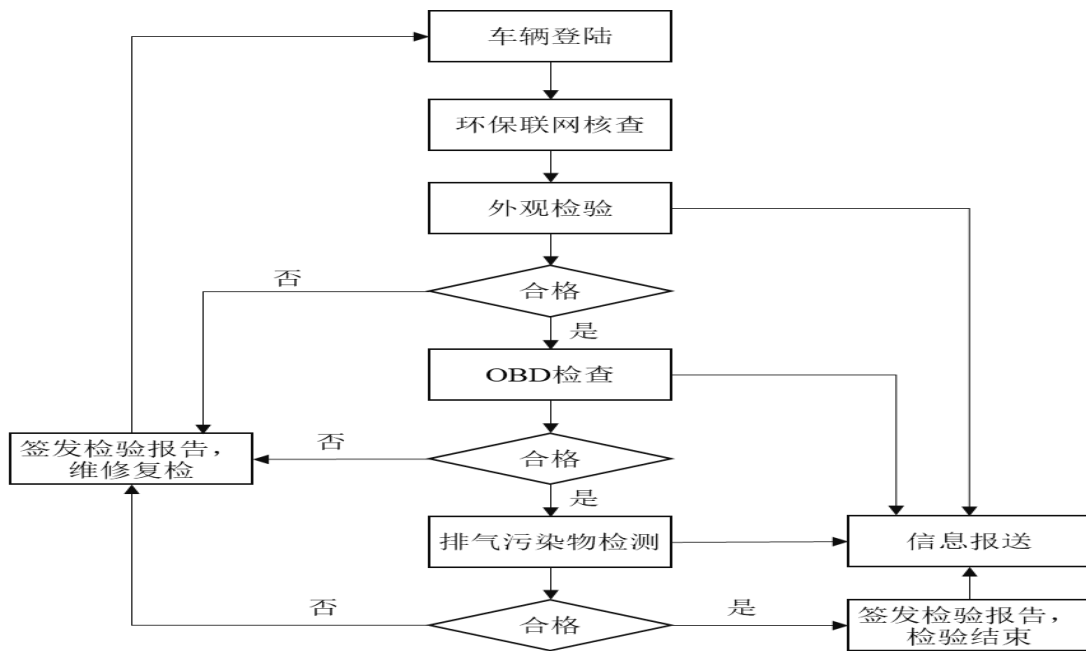 车辆登陆
环保联网核查
外观检验
否
合格
是
OBD检查
签发检验报告，
维修复检
否
合格
是
排气污染物检测
信息报送
否
合格
是
签发检验报告，
检验结束